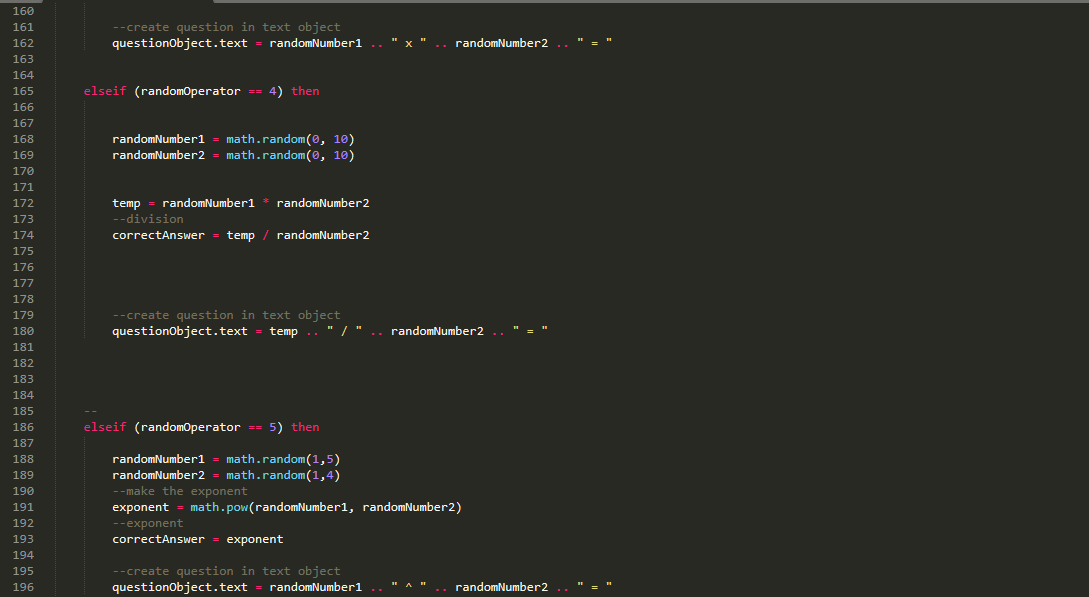 160
161 --create question in text object
162 questionObject.text = randomNumber1 .. " x " .. randomNumber2 .. " = "
163
164
165 elseif (randomOperator == 4) then
166
167
168 randomNumber1 = math.random(0, 10)
169 randomNumber2 = math.random(0, 10)
170
171
172 temp = randomNumber1 * randomNumber2
173 --division
174 correctAnswer = temp / randomNumber2
175
176
177
178
179 --create question in text object
180 questionObject.text = temp .. " / " .. randomNumber2 .. " = "
181
182
183
184
185 --
186 elseif (randomOperator == 5) then
187
188 randomNumber1 = math.random(1,5)
189 randomNumber2 = math.random(1,4)
190 --make the exponent
191 exponent = math.pow(randomNumber1, randomNumber2)
192 --exponent
193 correctAnswer = exponent
194
195 --create question in text object
196 questionObject.text = randomNumber1 .. " ^ " .. randomNumber2 .. " = "